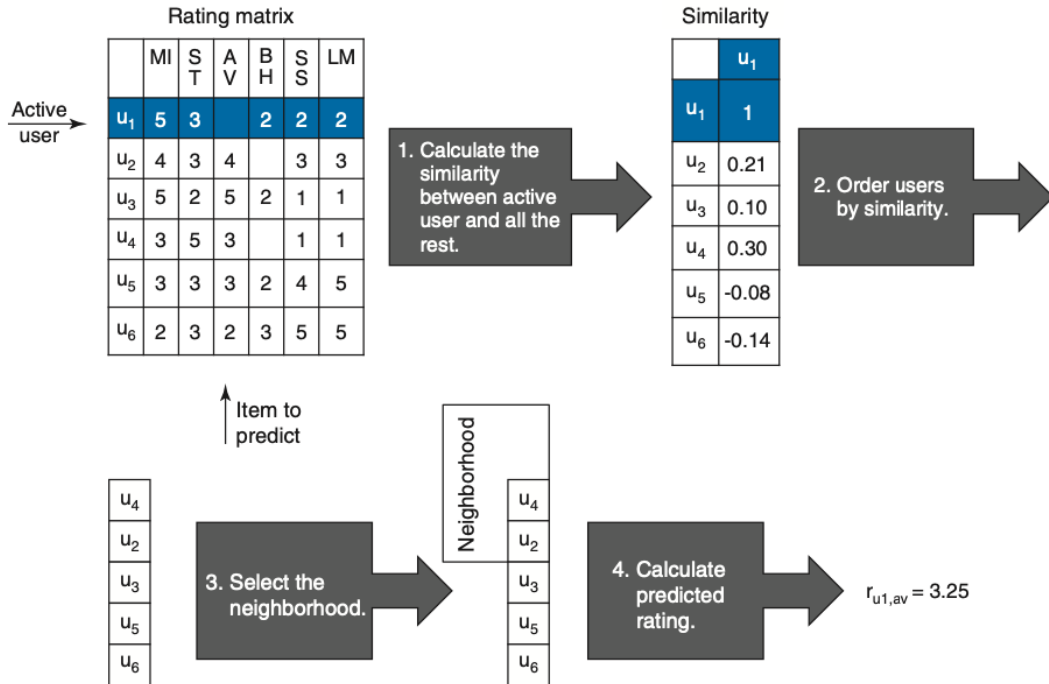 Rating matrix
MI S T A V B H S S LM
Active user
u1 5 3 2 2 2
u2 4 3 4 3 3
u3 5 2 5 2 1 1
u4 3 5 3 1 1
u5 3 3 3 2 4 5
u6 2 3 2 3 5 5
Item to
predict
1. Calculate the
similarity
between active
user and all the
rest.
Similarity
u1
u1 1
u2 0.21
u3 0.10
u4 0.30
u5 -0.08
u6 -0.14
2. Order users
by similarity.
u4
u2
u3
u5
u6
3. Select the
neighborhood.
Neighborhood
u4
u2
u3
u5
u6
4. Calculate
predicted
rating.
ru1,av = 3.25